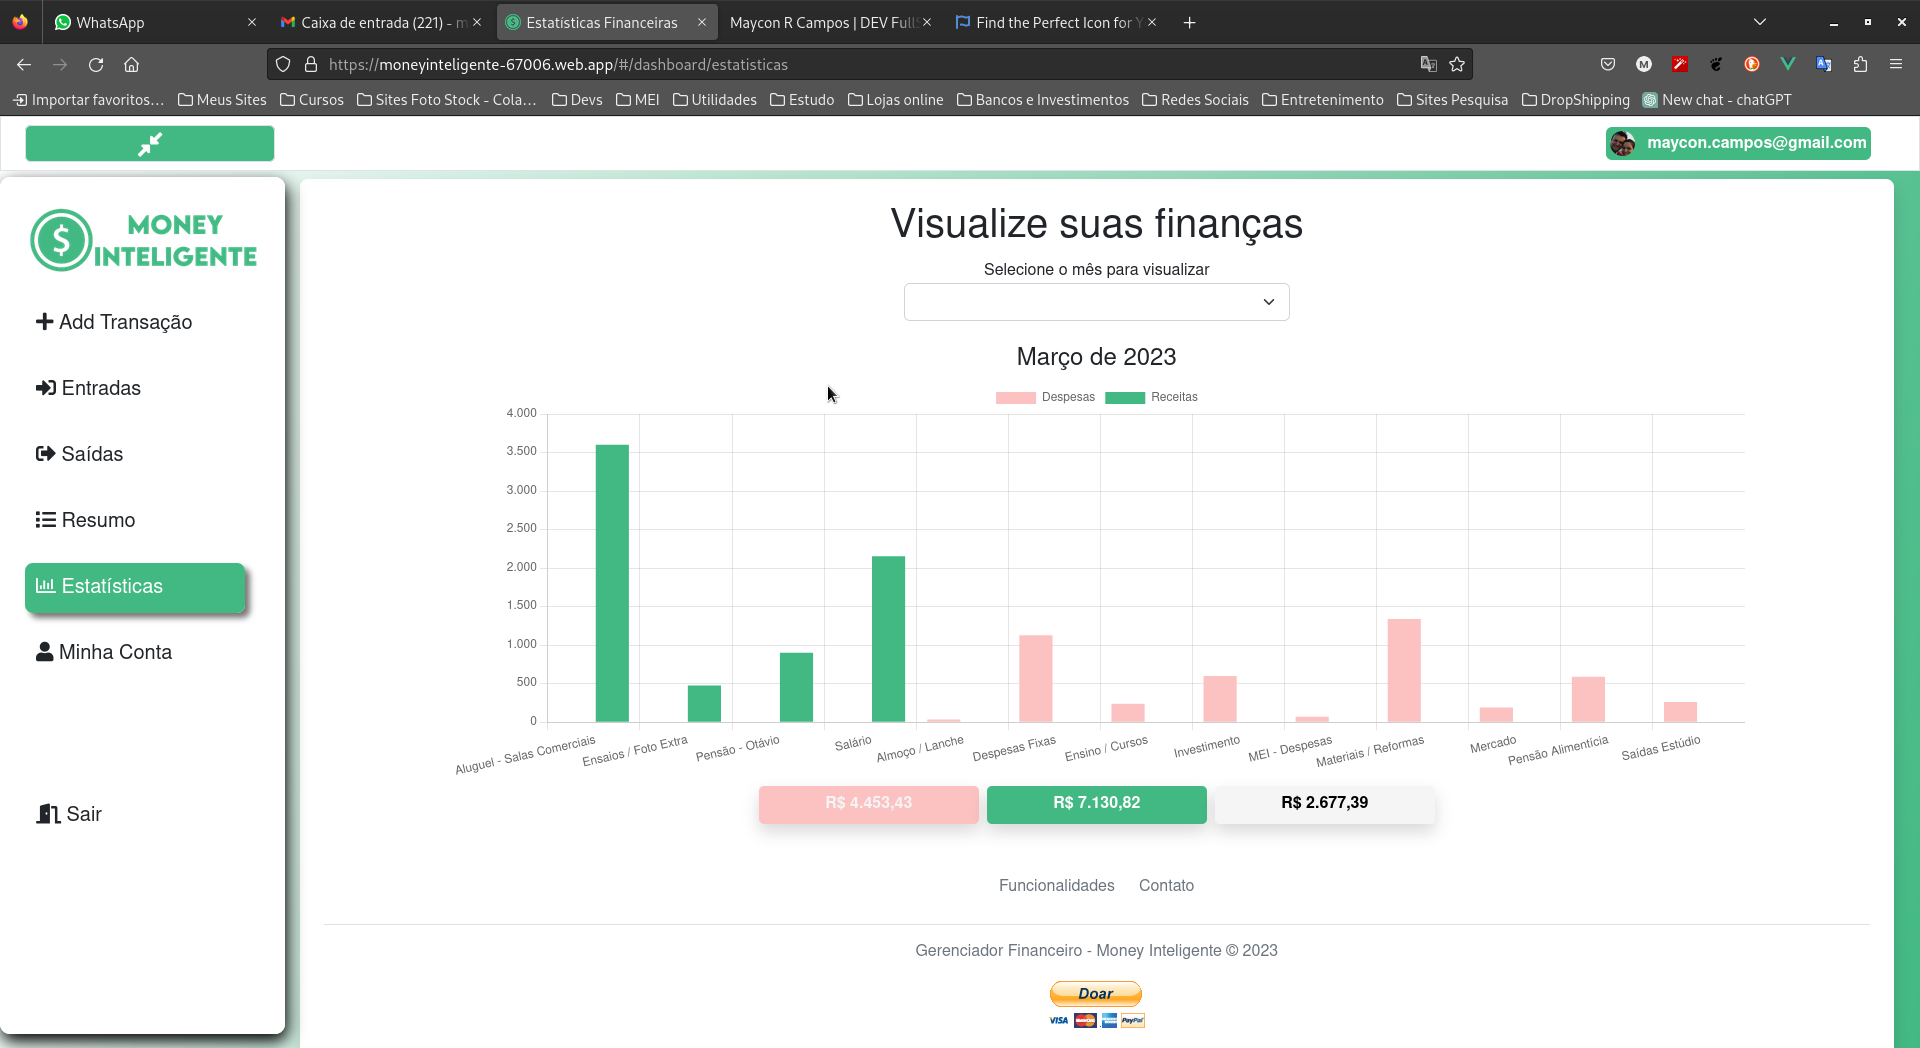 WhatsApp
Caixa de entrada (221) - m
Estatísticas Financeiras
Maycon R Campos | DEV Full
Find the Perfect Icon for Y
https://moneyinteligente-67006.web.app/#/dashboard/estatisticas
Importar favoritos… Meus Sites Cursos Sites Foto Stock - Cola… Devs MEI Utilidades Estudo Lojas online Bancos e Investimentos Redes Sociais Entretenimento Sites Pesquisa DropShipping New chat - chatGPT
maycon.campos@gmail.com
MONEY
INTELIGENTE
Add Transação
Entradas
Saídas
Resumo
Estatísticas
Minha Conta
Sair
Visualize suas finanças
Selecione o mês para visualizar
Março de 2023
Despesas Receitas
4.000
3.500
3.000
2.500
2.000
1.500
1.000
500
0
Aluguel - Salas Comerciais
Ensaios / Foto Extra
Pensão - Otávio
Salário
Almoço / Lanche
Despesas Fixas
Ensino / Cursos
Investimento
MEI - Despesas
Materiais / Reformas
Mercado
Pensão Alimentícia
Saídas Estúdio
R$ 4.453,43 R$ 7.130,82 R$ 2.677,39
Funcionalidades Contato
Gerenciador Financeiro - Money Inteligente © 2023
Doar
VISA MasterCard PayPal